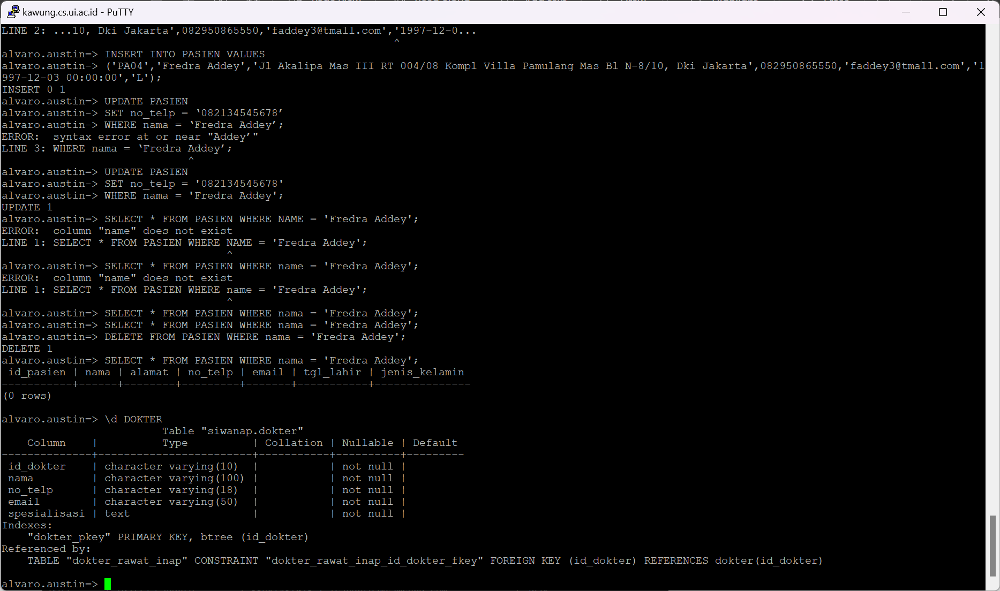 kawung.cs.ui.ac.id - PuTTY
LINE 2: ...10, Dki Jakarta',082950865550,'faddey3@tmall.com','1997-12-0...
                                                             ^
alvaro.austin=> INSERT INTO PASIEN VALUES
alvaro.austin-> ('PA04','Fredra Addey','Jl Akalipa Mas III RT 004/08 Kompl Villa Pamulang Mas Bl N-8/10, Dki Jakarta',082950865550,'faddey3@tmall.com','1
997-12-03 00:00:00','L');
INSERT 0 1
alvaro.austin=> UPDATE PASIEN
alvaro.austin-> SET no_telp = ‘082134545678’
alvaro.austin-> WHERE nama = ‘Fredra Addey’;
ERROR:  syntax error at or near "Addey’"
LINE 3: WHERE nama = ‘Fredra Addey’;
                             ^
alvaro.austin=> UPDATE PASIEN
alvaro.austin-> SET no_telp = '082134545678'
alvaro.austin-> WHERE nama = 'Fredra Addey';
UPDATE 1
alvaro.austin=> SELECT * FROM PASIEN WHERE NAME = 'Fredra Addey';
ERROR:  column "name" does not exist
LINE 1: SELECT * FROM PASIEN WHERE NAME = 'Fredra Addey';
                                   ^
alvaro.austin=> SELECT * FROM PASIEN WHERE name = 'Fredra Addey';
ERROR:  column "name" does not exist
LINE 1: SELECT * FROM PASIEN WHERE name = 'Fredra Addey';
                                   ^
alvaro.austin=> SELECT * FROM PASIEN WHERE nama = 'Fredra Addey';
alvaro.austin=> SELECT * FROM PASIEN WHERE nama = 'Fredra Addey';
alvaro.austin=> DELETE FROM PASIEN WHERE nama = 'Fredra Addey';
DELETE 1
alvaro.austin=> SELECT * FROM PASIEN WHERE nama = 'Fredra Addey';
 id_pasien | nama | alamat | no_telp | email | tgl_lahir | jenis_kelamin
-----------+------+--------+---------+-------+-----------+---------------
(0 rows)
alvaro.austin=> \d DOKTER
                         Table "siwanap.dokter"
    Column    |          Type          | Collation | Nullable | Default
--------------+------------------------+-----------+----------+---------
 id_dokter    | character varying(10)  |           | not null |
 nama         | character varying(100) |           | not null |
 no_telp      | character varying(18)  |           | not null |
 email        | character varying(50)  |           | not null |
 spesialisasi | text                   |           | not null |
Indexes:
    "dokter_pkey" PRIMARY KEY, btree (id_dokter)
Referenced by:
    TABLE "dokter_rawat_inap" CONSTRAINT "dokter_rawat_inap_id_dokter_fkey" FOREIGN KEY (id_dokter) REFERENCES dokter(id_dokter)
alvaro.austin=>